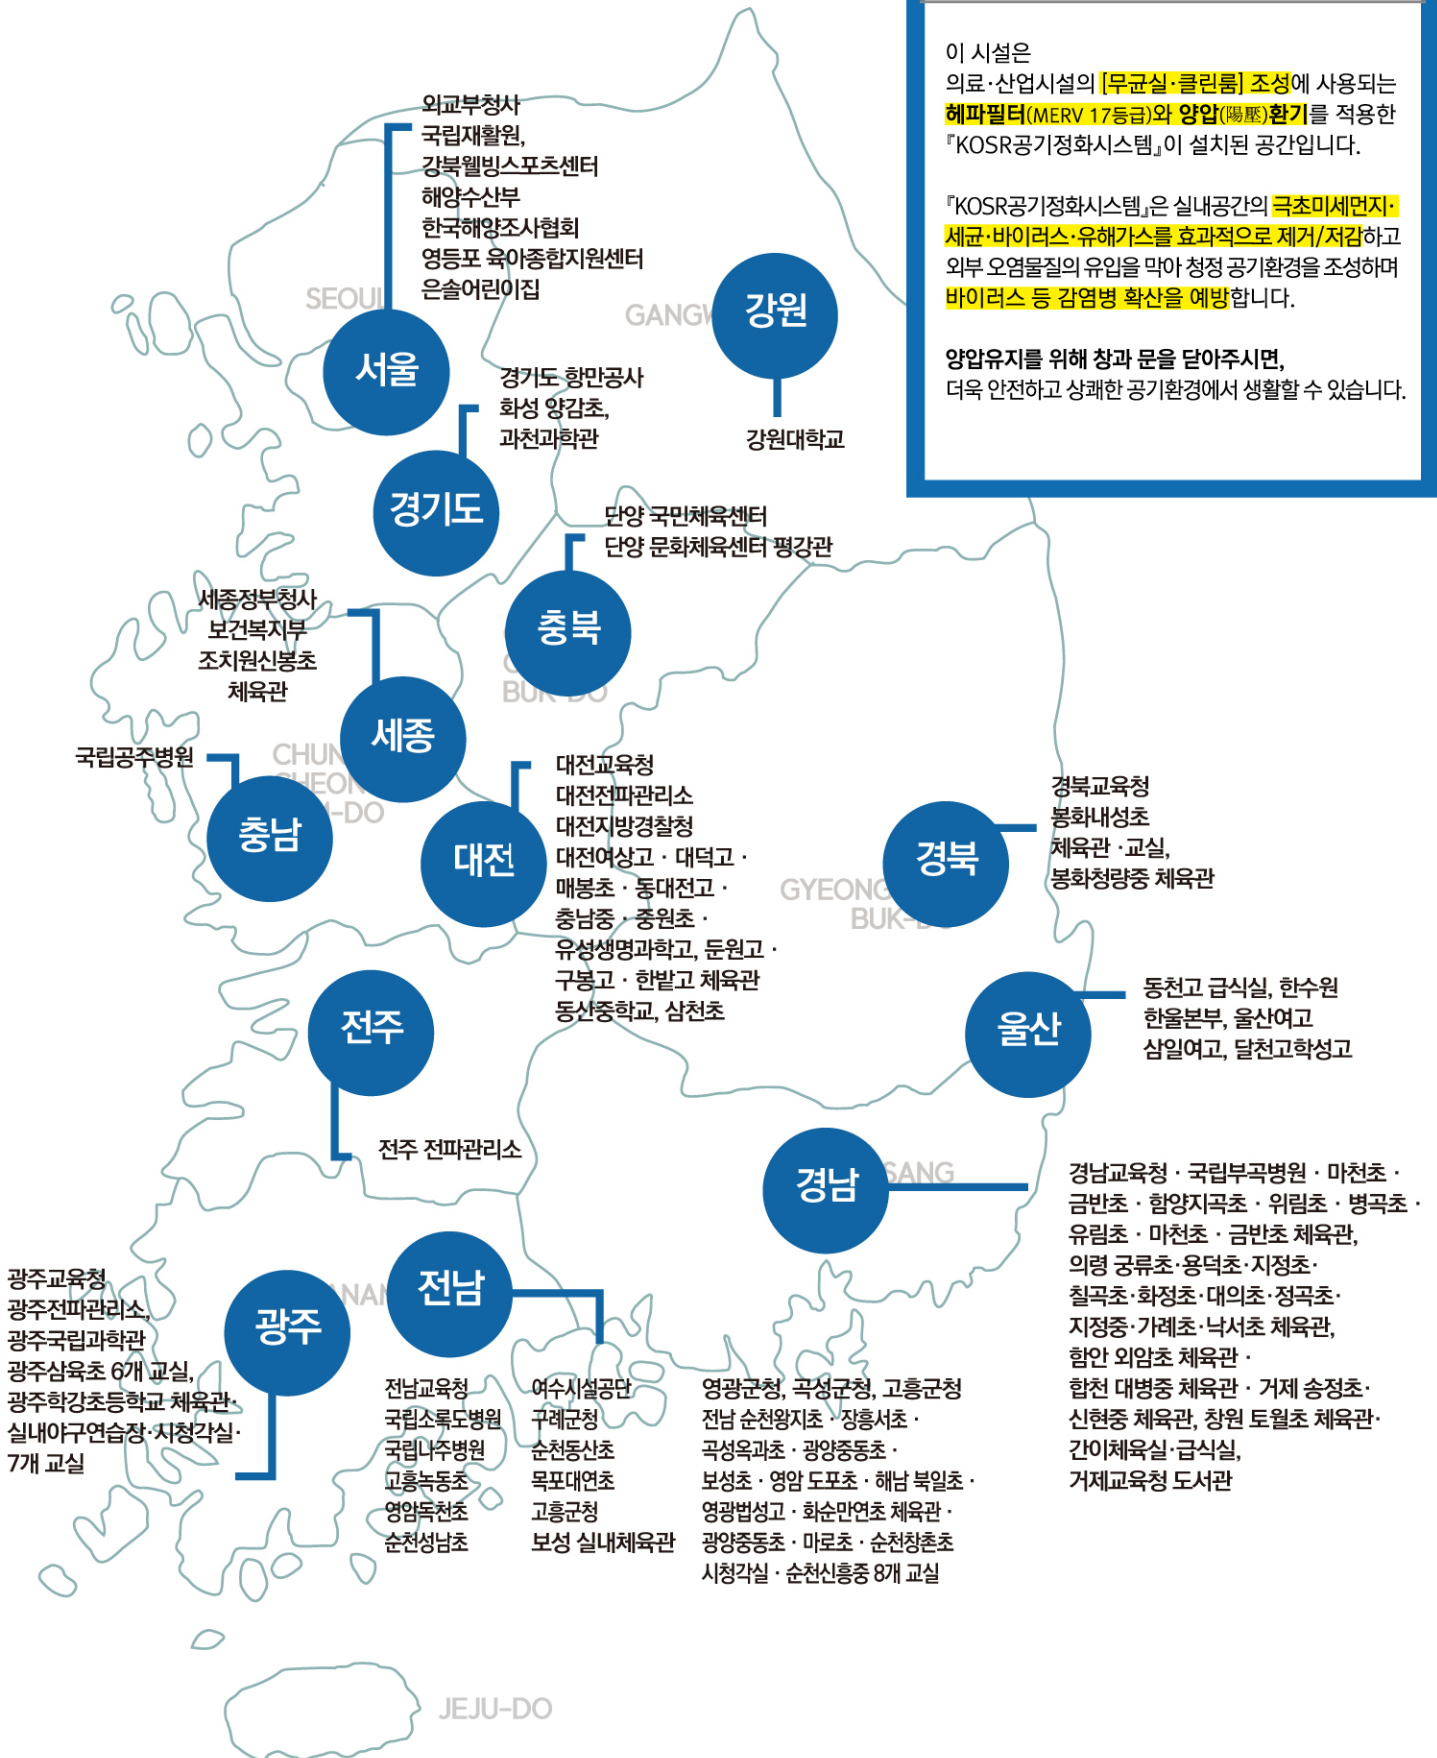 이 시설은
의료·산업시설의 [무균실·클린룸] 조성에 사용되는
헤파필터(MERV 17등급)와 양압(陽壓)환기를 적용한
『KOSR공기정화시스템』이 설치된 공간입니다.
『KOSR공기정화시스템』은 실내공간의 극초미세먼지·
세균·바이러스·유해가스를 효과적으로 제거/저감하고
외부 오염물질의 유입을 막아 청정 공기환경을 조성하며
바이러스 등 감염병 확산을 예방합니다.
양압유지를 위해 창과 문을 닫아주시면,
더욱 안전하고 상쾌한 공기환경에서 생활할 수 있습니다.
외교부청사
국립재활원,
강북웰빙스포츠센터
해양수산부
한국해양조사협회
영등포 육아종합지원센터
은솔어린이집
SEOUL
서울
GANGW
강원
강원대학교
경기도 항만공사
화성 양감초,
과천과학관
경기도
단양 국민체육센터
단양 문화체육센터 평강관
충북
BUK-DO
세종정부청사
보건복지부
조치원신봉초
체육관
세종
국립공주병원
CHUN
CHEON
M-DO
충남
대전교육청
대전전파관리소
대전지방경찰청
대전여상고 · 대덕고 ·
매봉초 · 동대전고 ·
충남중 · 중원초 ·
유성생명과학고, 둔원고 ·
구봉고 · 한밭고 체육관
동산중학교, 삼천초
대전
경북교육청
봉화내성초
체육관 ·교실,
봉화청량중 체육관
경북
GYEONG
BUK-DO
동천고 급식실, 한수원
한울본부, 울산여고
삼일여고, 달천고학성고
울산
전주
전주 전파관리소
경남
SANG
경남교육청 · 국립부곡병원 · 마천초 ·
금반초 · 함양지곡초 · 위림초 · 병곡초 ·
유림초 · 마천초 · 금반초 체육관,
의령 궁류초·용덕초·지정초·
칠곡초·화정초·대의초·정곡초·
지정중·가례초·낙서초 체육관,
함안 외암초 체육관 ·
합천 대병중 체육관 · 거제 송정초·
신현중 체육관, 창원 토월초 체육관·
간이체육실·급식실,
거제교육청 도서관
광주교육청
광주전파관리소,
광주국립과학관
광주삼육초 6개 교실,
광주학강초등학교 체육관·
실내야구연습장·시청각실·
7개 교실
광주
NAM
전남
전남교육청
국립소록도병원
국립나주병원
고흥녹동초
영암독천초
순천성남초
여수시설공단
구례군청
순천동산초
목포대연초
고흥군청
보성 실내체육관
영광군청, 곡성군청, 고흥군청
전남 순천왕지초 · 장흥서초 ·
곡성옥과초 · 광양중동초 ·
보성초 · 영암 도포초 · 해남 북일초 ·
영광법성고 · 화순만연초 체육관 ·
광양중동초 · 마로초 · 순천창촌초
시청각실 · 순천신흥중 8개 교실
JEJU-DO